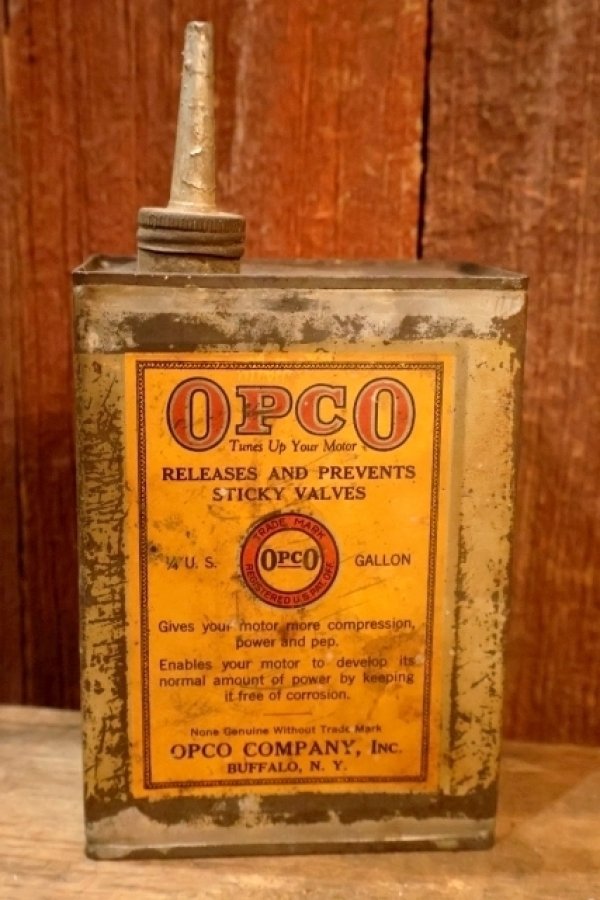 OPCO
Tunes Up Your Motor
RELEASES AND PREVENTS
STICKY VALVES
TRADE MARK
¼ U. S. OPCO GALLON
REGISTERED U.S. PAT. OFF.
Gives your motor more compression,
power and pep.
Enables your motor to develop its
normal amount of power by keeping
it free of corrosion.
None Genuine Without Trade Mark
OPCO COMPANY, INC.
BUFFALO, N. Y.